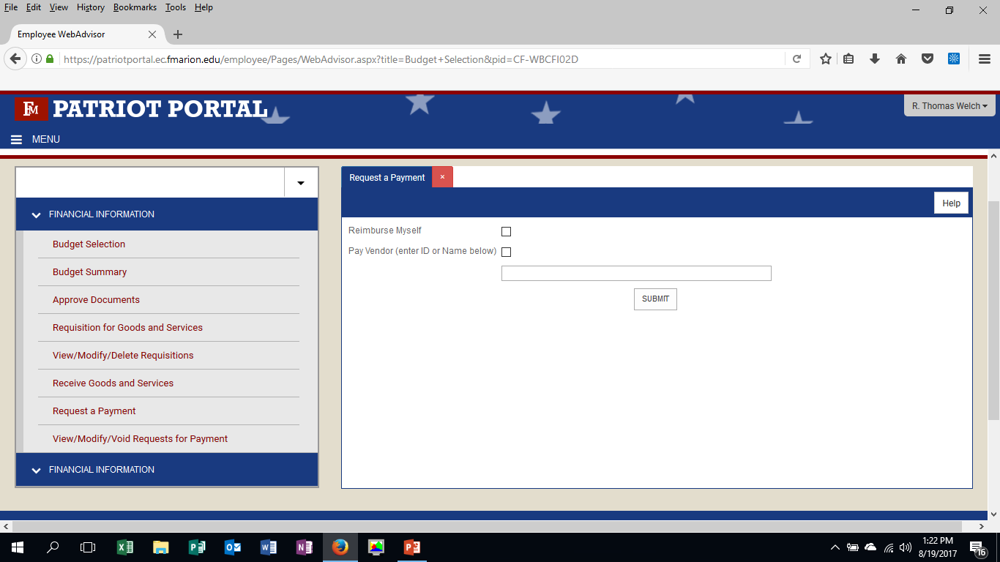 File Edit View History Bookmarks Tools Help
Employee WebAdvisor
https://patriotportal.ec.fmarion.edu/employee/Pages/WebAdvisor.aspx?title=Budget+Selection&pid=CF-WBCFI02D
FM PATRIOT PORTAL
R. Thomas Welch
MENU
FINANCIAL INFORMATION
Budget Selection
Budget Summary
Approve Documents
Requisition for Goods and Services
View/Modify/Delete Requisitions
Receive Goods and Services
Request a Payment
View/Modify/Void Requests for Payment
FINANCIAL INFORMATION
Request a Payment ×
Help
Reimburse Myself
Pay Vendor (enter ID or Name below)
SUBMIT
1:22 PM
8/19/2017
16